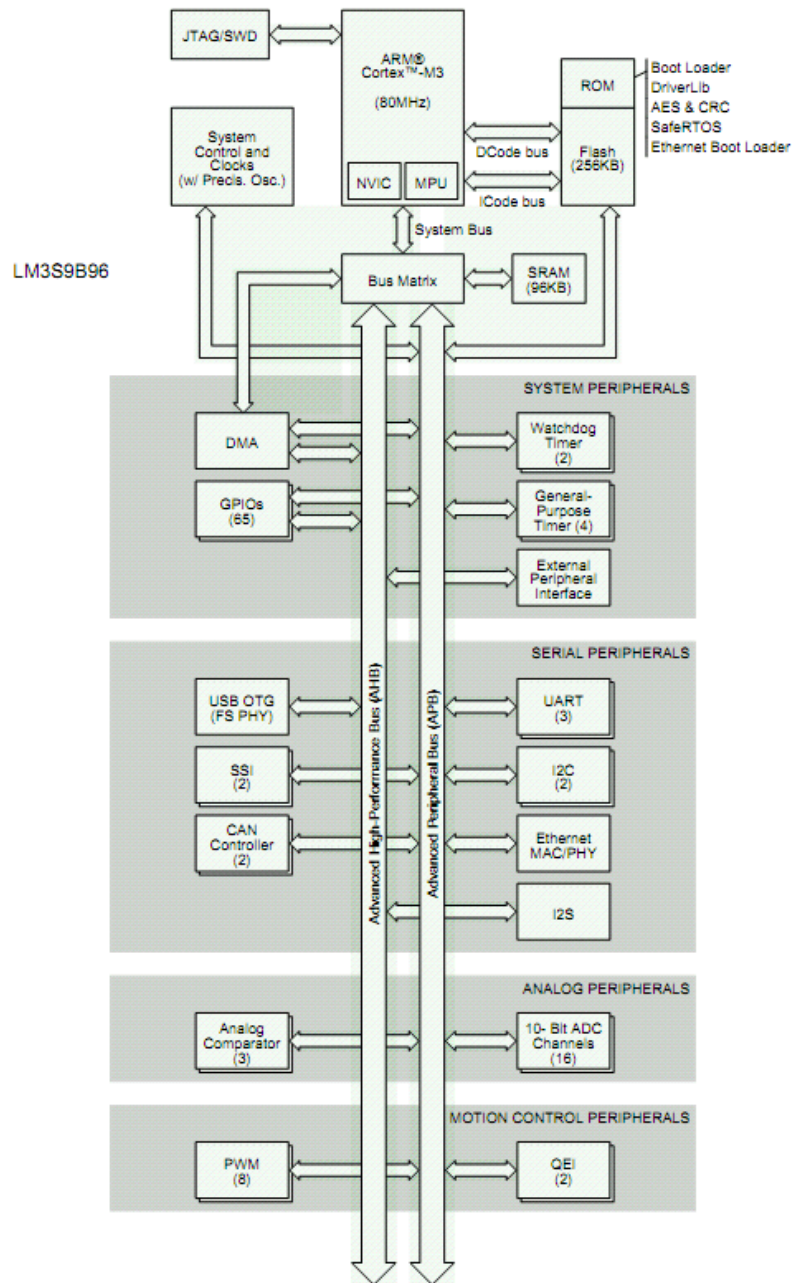 JTAG/SWD
ARM®
Cortex™-M3
(80MHz)
NVIC
MPU
ROM
Flash
(256KB)
Boot Loader
DriverLib
AES & CRC
SafeRTOS
Ethernet Boot Loader
DCode bus
ICode bus
System
Control and
Clocks
(w/ Precis. Osc.)
System Bus
LM3S9B96
Bus Matrix
SRAM
(96KB)
SYSTEM PERIPHERALS
DMA
Watchdog
Timer
(2)
GPIOs
(65)
General-
Purpose
Timer (4)
External
Peripheral
Interface
SERIAL PERIPHERALS
USB OTG
(FS PHY)
UART
(3)
SSI
(2)
I2C
(2)
CAN
Controller
(2)
Ethernet
MAC/PHY
I2S
Advanced High-Performance Bus (AHB)
Advanced Peripheral Bus (APB)
ANALOG PERIPHERALS
Analog
Comparator
(3)
10- Bit ADC
Channels
(16)
MOTION CONTROL PERIPHERALS
PWM
(8)
QEI
(2)